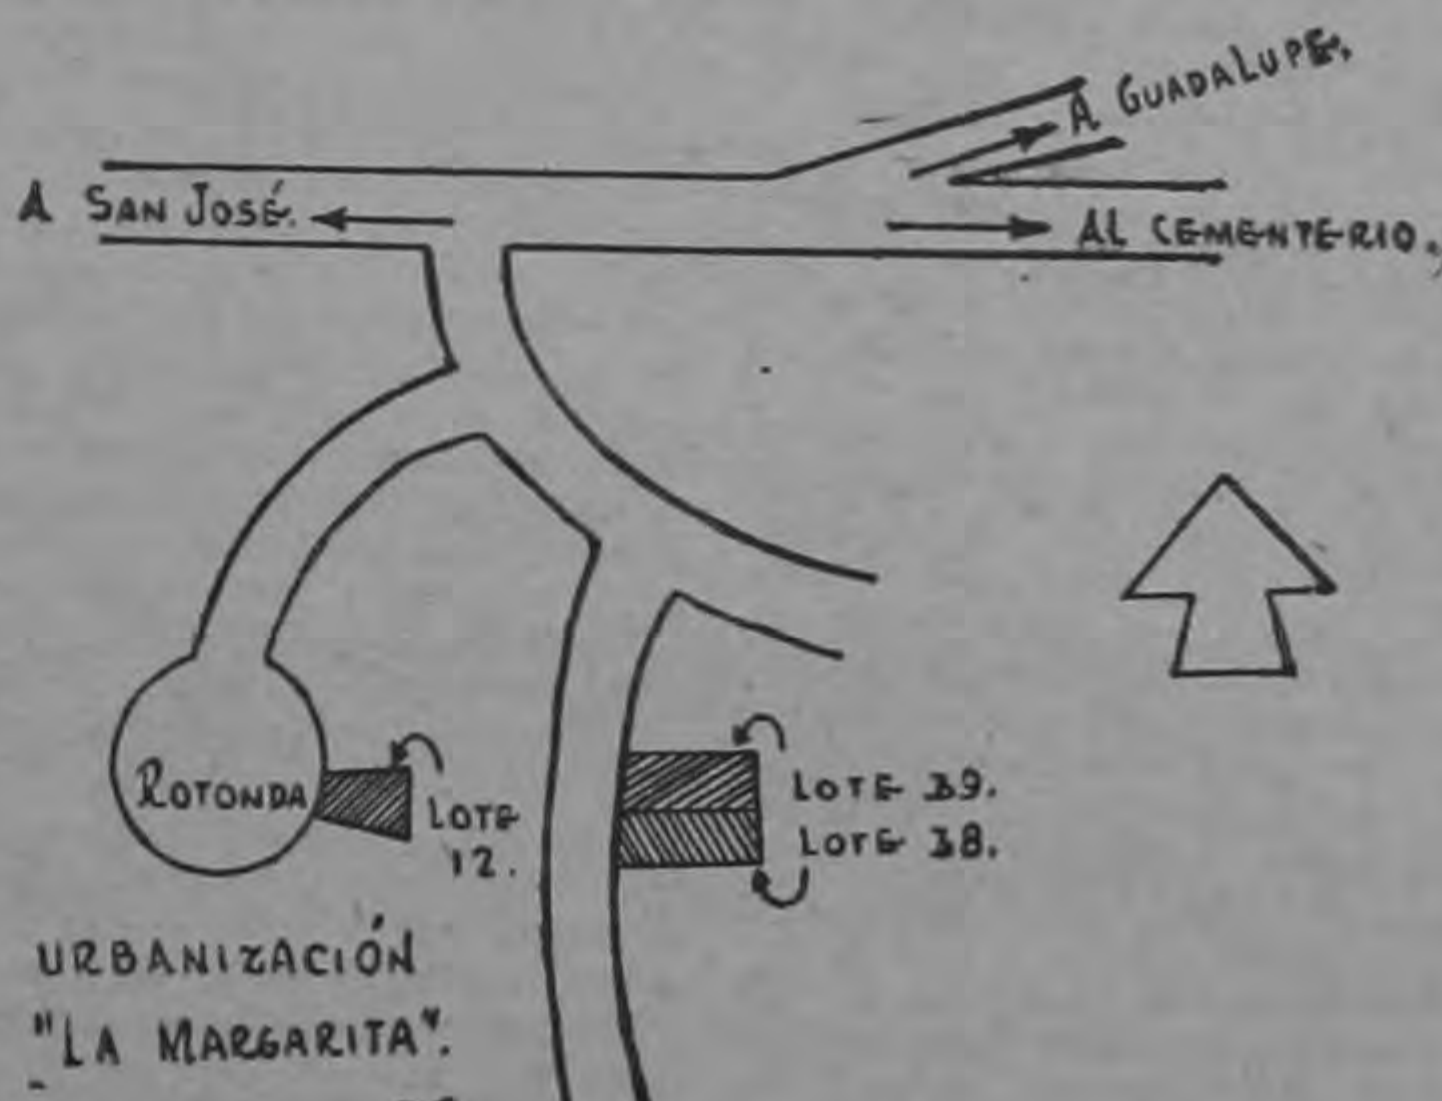 A GUADALUPE.
A SAN JOSÉ.
AL CEMENTERIO.
ROTONDA
LOTE
12.
LOTE 39.
LOTE 38.
URBANIZACIÓN
"LA MARGARITA".